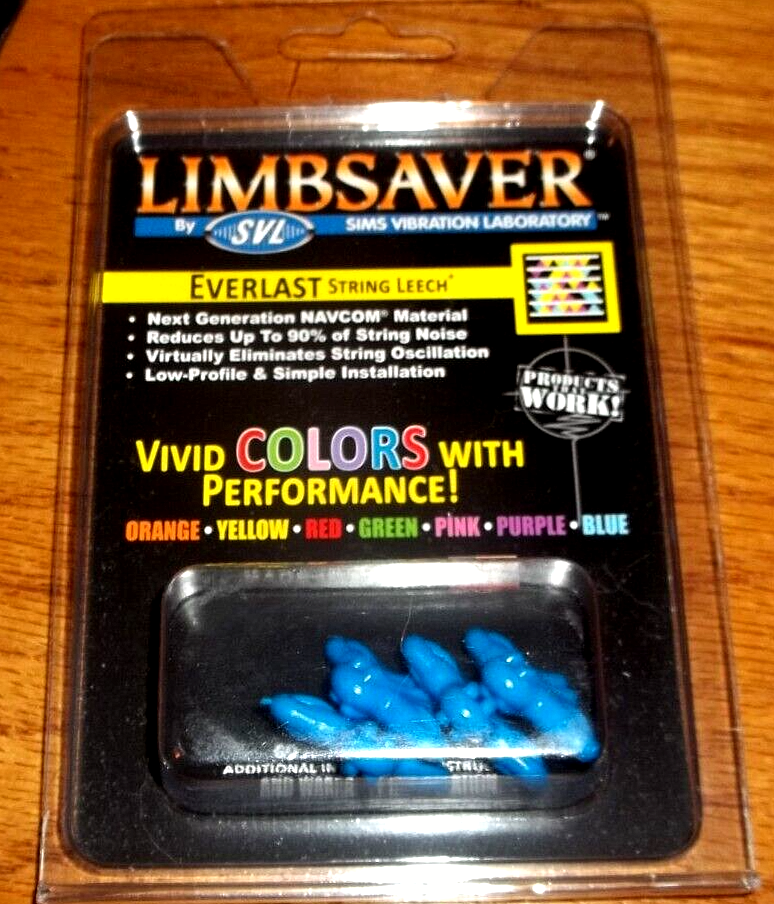 LIMBSAVER®
By SVL SIMS VIBRATION LABORATORY™
EVERLAST STRING LEECH
• Next Generation NAVCOM® Material
• Reduces Up To 90% of String Noise
• Virtually Eliminates String Oscillation
• Low-Profile & Simple Installation
PRODUCTS
THAT
WORK!
VIVID COLORS WITH
PERFORMANCE!
ORANGE • YELLOW • RED • GREEN • PINK • PURPLE • BLUE
ADDITIONAL